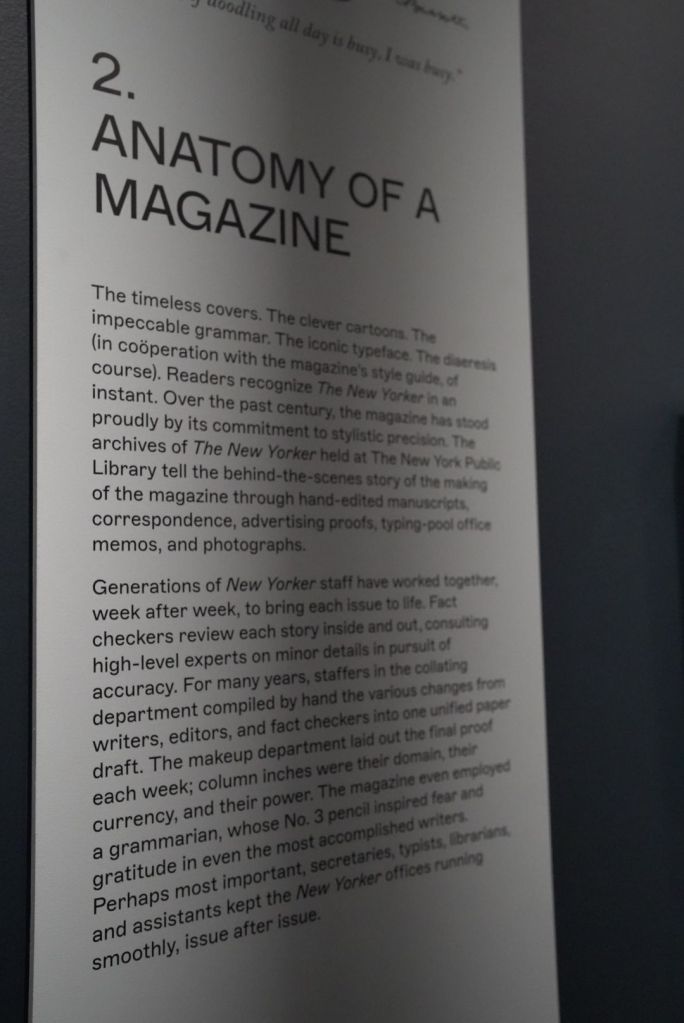 doodling all day is busy, I was busy."
2.
ANATOMY OF A
MAGAZINE
The timeless covers. The clever cartoons. The
impeccable grammar. The iconic typeface. The diaeresis
(in coöperation with the magazine's style guide, of
course). Readers recognize The New Yorker in an
instant. Over the past century, the magazine has stood
proudly by its commitment to stylistic precision. The
archives of The New Yorker held at The New York Public
Library tell the behind-the-scenes story of the making
of the magazine through hand-edited manuscripts,
correspondence, advertising proofs, typing-pool office
memos, and photographs.
Generations of New Yorker staff have worked together,
week after week, to bring each issue to life. Fact
checkers review each story inside and out, consulting
high-level experts on minor details in pursuit of
accuracy. For many years, staffers in the collating
department compiled by hand the various changes from
writers, editors, and fact checkers into one unified paper
draft. The makeup department laid out the final proof
each week; column inches were their domain, their
currency, and their power. The magazine even employed
a grammarian, whose No. 3 pencil inspired fear and
gratitude in even the most accomplished writers.
Perhaps most important, secretaries, typists, librarians,
and assistants kept the New Yorker offices running
smoothly, issue after issue.